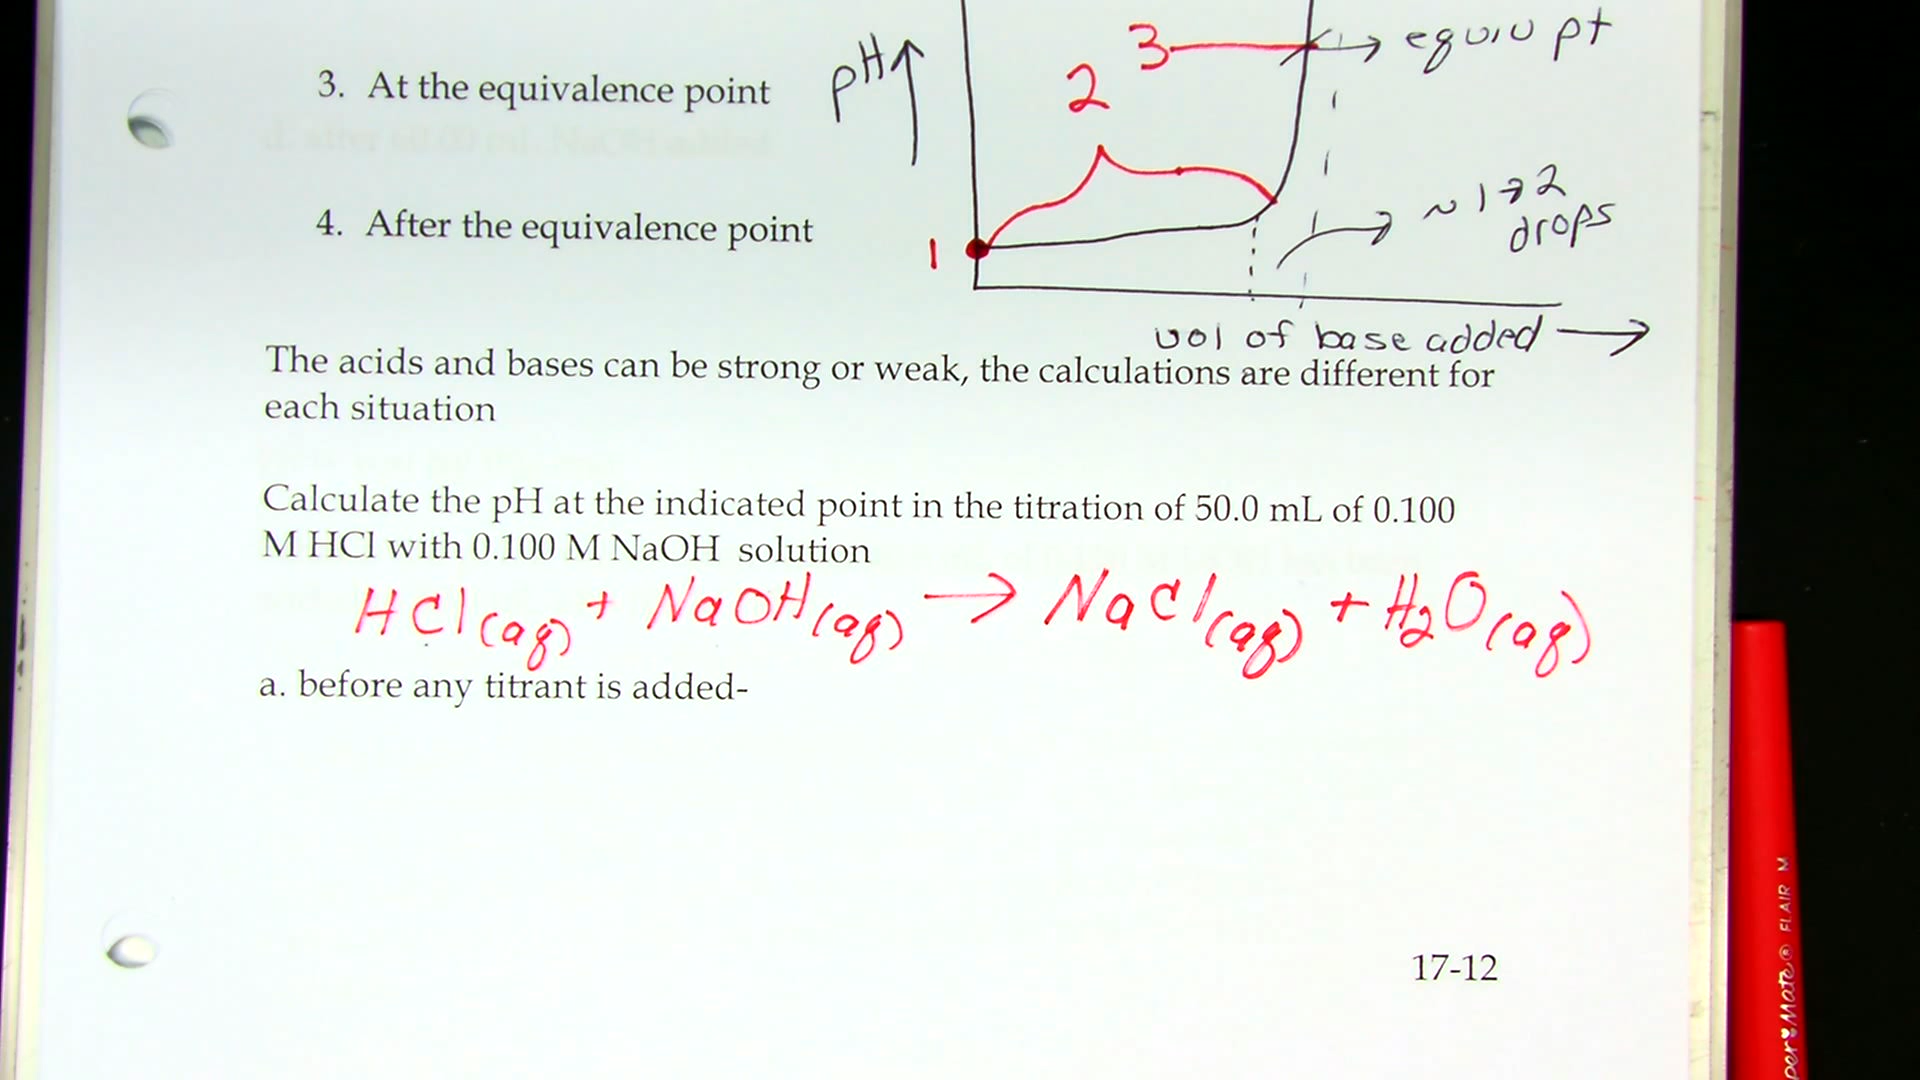 pH↑
3 → equiv pt
3. At the equivalence point
2
~ 1→2
drops
4. After the equivalence point
1
vol of base added →
The acids and bases can be strong or weak, the calculations are different for
each situation
Calculate the pH at the indicated point in the titration of 50.0 mL of 0.100
M HCl with 0.100 M NaOH solution
HCl(aq) + NaOH(aq) → NaCl(aq) + H₂O(aq)
a. before any titrant is added-
17-12
per Mate® FLAIR M